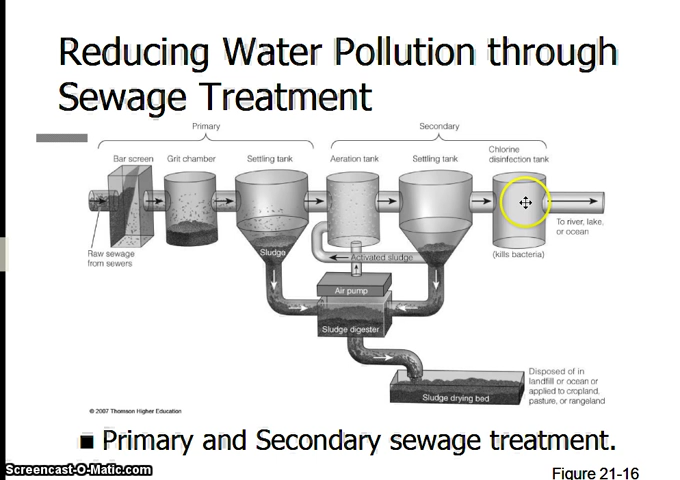 Reducing Water Pollution through
Sewage Treatment
Primary
Secondary
Bar screen
Grit chamber
Settling tank
Aeration tank
Settling tank
Chlorine
disinfection tank
Raw sewage
from sewers
Sludge
Activated sludge
(kills bacteria)
To river, lake,
or ocean
Air pump
Sludge digester
Sludge drying bed
Disposed of in
landfill or ocean or
applied to cropland,
pasture, or rangeland
© 2007 Thomson Higher Education
■ Primary and Secondary sewage treatment.
Screencast-O-Matic.com
Figure 21-16